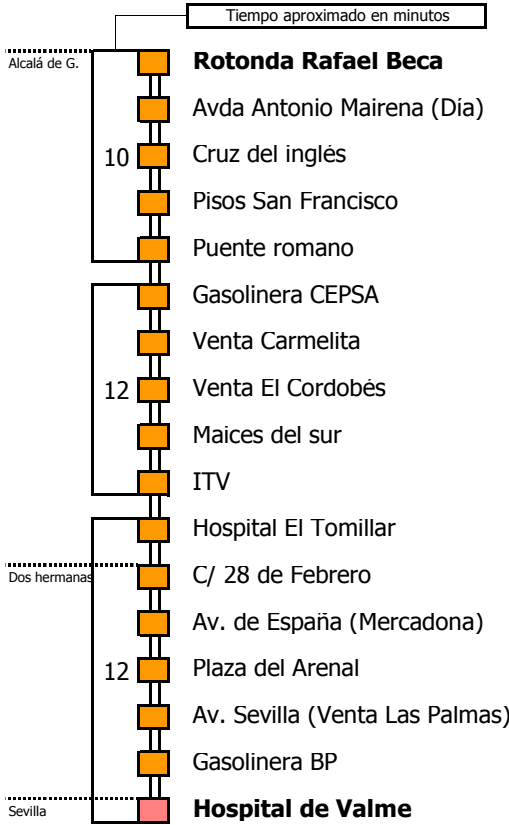 Tiempo aproximado en minutos
Alcalá de G.
Rotonda Rafael Beca
Avda Antonio Mairena (Día)
10
Cruz del inglés
Pisos San Francisco
Puente romano
Gasolinera CEPSA
Venta Carmelita
12
Venta El Cordobés
Maices del sur
ITV
Hospital El Tomillar
Dos hermanas
C/ 28 de Febrero
Av. de España (Mercadona)
12
Plaza del Arenal
Av. Sevilla (Venta Las Palmas)
Gasolinera BP
Sevilla
Hospital de Valme